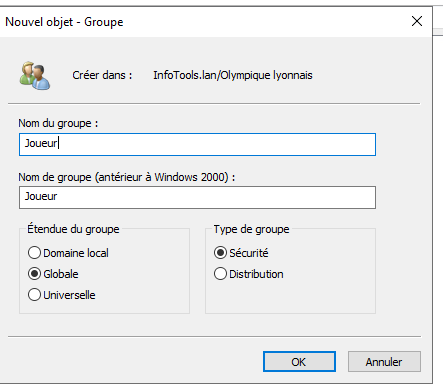 Nouvel objet - Groupe
Créer dans : InfoTools.lan/Olympique lyonnais
Nom du groupe :
Joueur
Nom de groupe (antérieur à Windows 2000) :
Joueur
Étendue du groupe
Domaine local
Globale
Universelle
Type de groupe
Sécurité
Distribution
OK Annuler